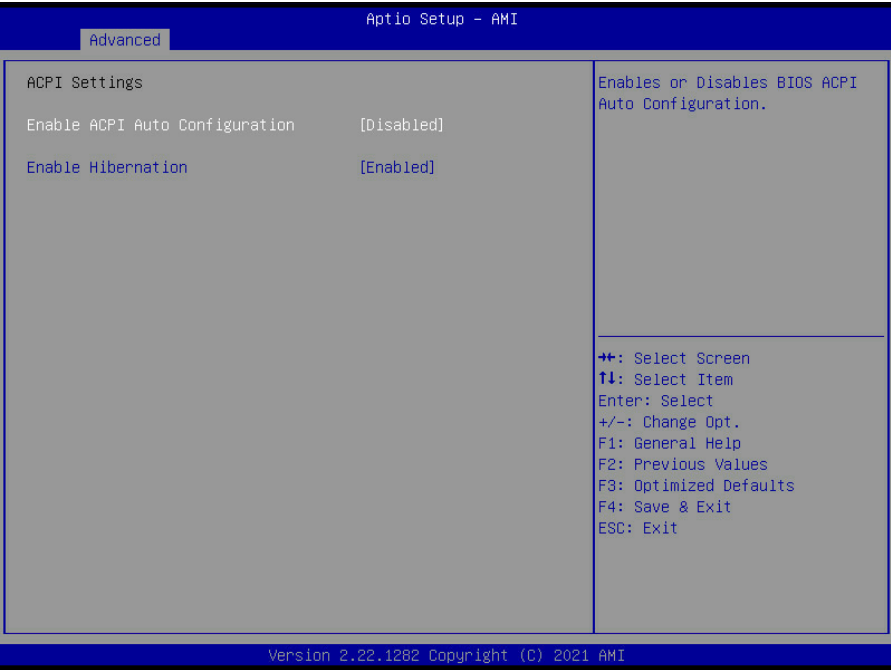 Aptio Setup – AMI
Advanced
ACPI Settings
Enable ACPI Auto Configuration [Disabled]
Enable Hibernation [Enabled]
Enables or Disables BIOS ACPI
Auto Configuration.
→←: Select Screen
↑↓: Select Item
Enter: Select
+/-: Change Opt.
F1: General Help
F2: Previous Values
F3: Optimized Defaults
F4: Save & Exit
ESC: Exit
Version 2.22.1282 Copyright (C) 2021 AMI